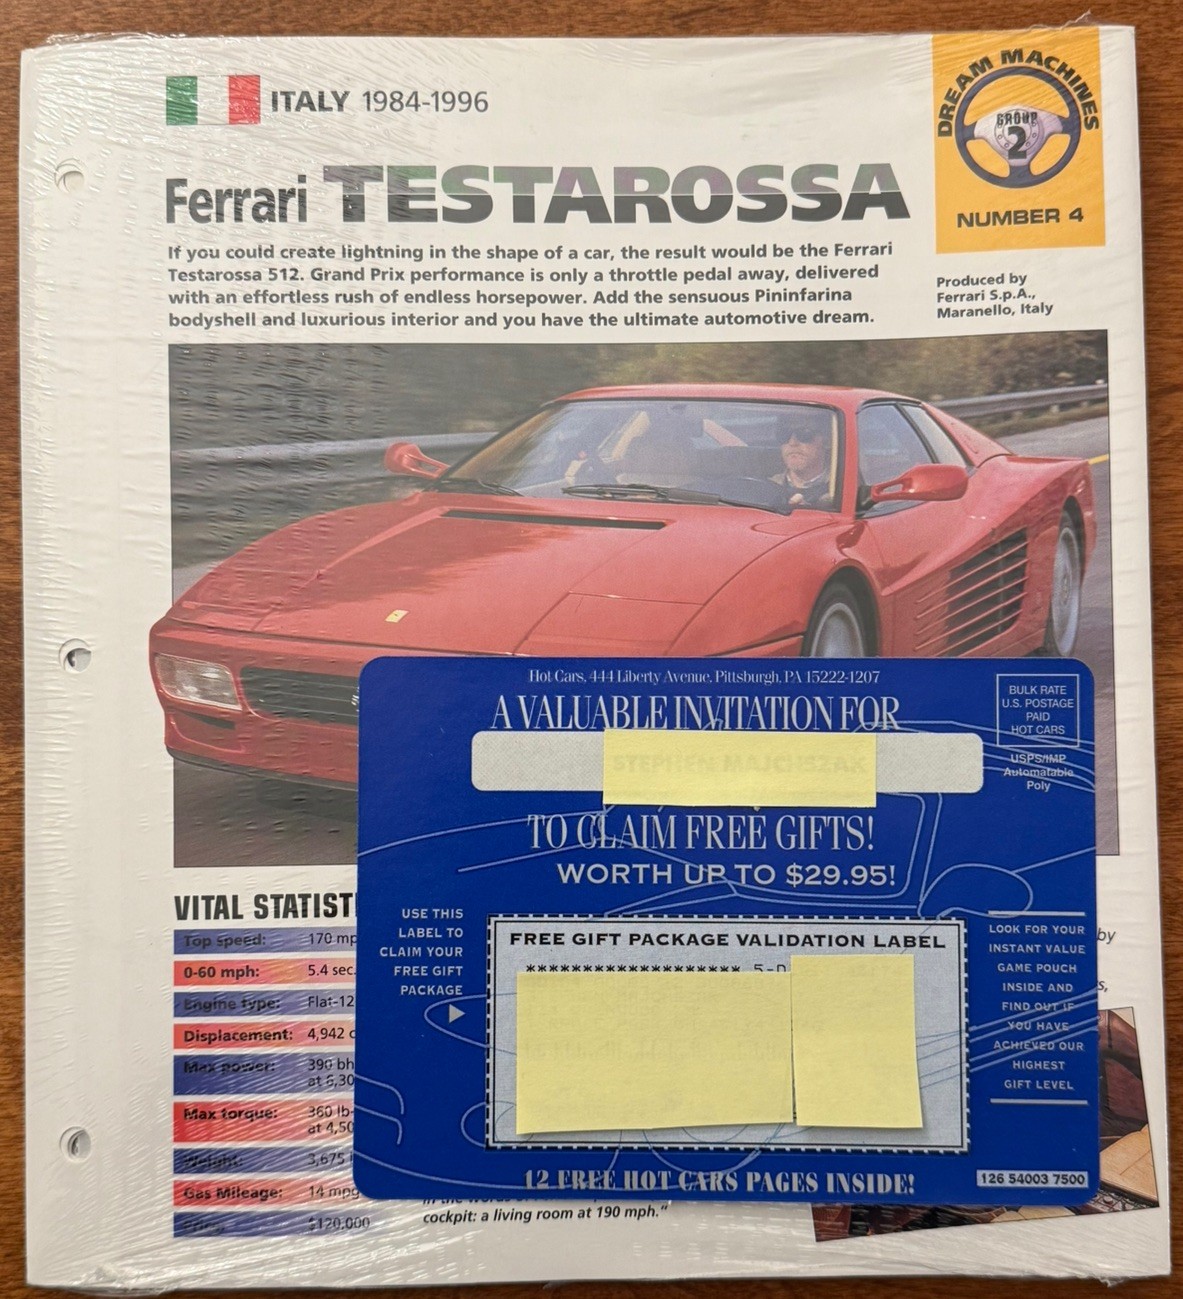 ITALY 1984-1996
DREAM MACHINES
GROUP
2
NUMBER 4
Ferrari TESTAROSSA
If you could create lightning in the shape of a car, the result would be the Ferrari
Testarossa 512. Grand Prix performance is only a throttle pedal away, delivered
with an effortless rush of endless horsepower. Add the sensuous Pininfarina
bodyshell and luxurious interior and you have the ultimate automotive dream.
Produced by
Ferrari S.p.A.,
Maranello, Italy
Hot Cars, 444 Liberty Avenue, Pittsburgh, PA 15222-1207
A VALUABLE INVITATION FOR
BULK RATE
U.S. POSTAGE
PAID
HOT CARS
USPS/IMP
Automatable
Poly
TO CLAIM FREE GIFTS!
WORTH UP TO $29.95!
USE THIS
LABEL TO
CLAIM YOUR
FREE GIFT
PACKAGE
FREE GIFT PACKAGE VALIDATION LABEL
******************* 5-D
LOOK FOR YOUR
INSTANT VALUE
GAME POUCH
INSIDE AND
FIND OUT IF
YOU HAVE
ACHIEVED OUR
HIGHEST
GIFT LEVEL
12 FREE HOT CARS PAGES INSIDE!
126 54003 7500
VITAL STATIST
Top speed: 170 mp
0-60 mph: 5.4 sec.
Engine type: Flat-12
Displacement: 4,942 c
Max power: 390 bh
at 6,30
Max torque: 360 lb-
at 4,50
Weight: 3,675
Gas Mileage: 14 mpg
Price: $120,000
by
s,
in the words of
cockpit: a living room at 190 mph."